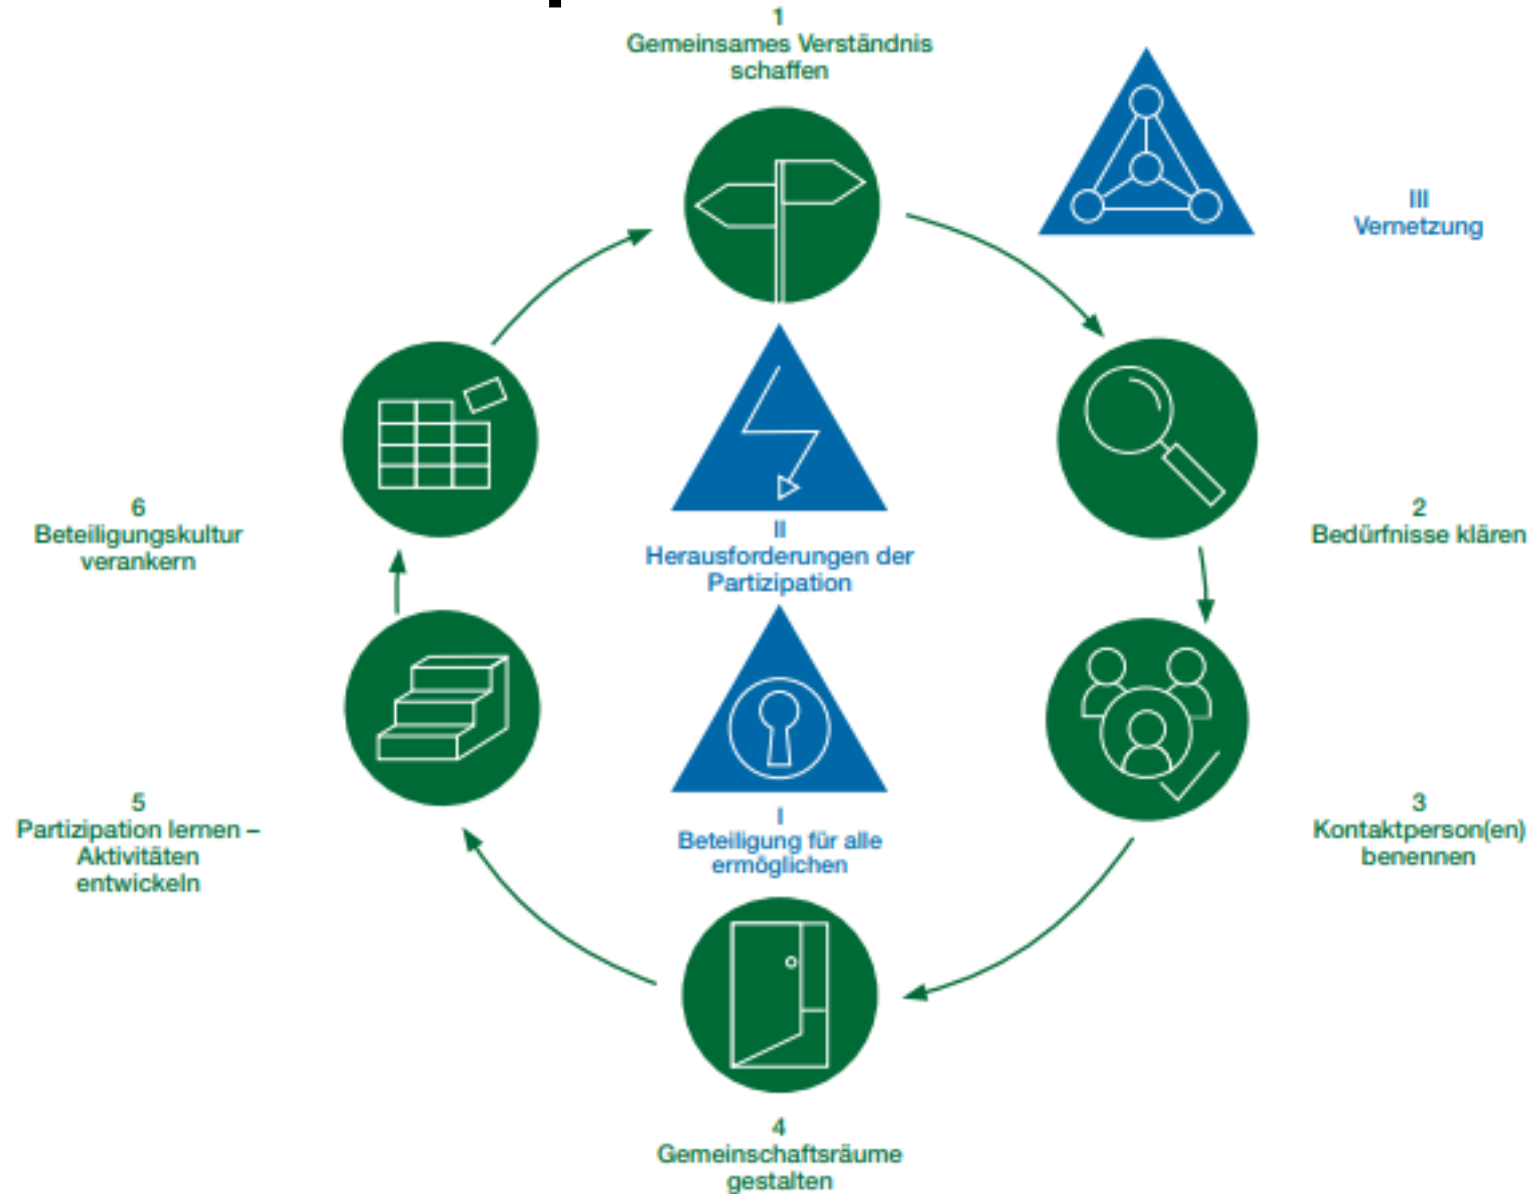 1
Gemeinsames Verständnis
schaffen
III
Vernetzung
2
Bedürfnisse klären
3
Kontaktperson(en)
benennen
4
Gemeinschaftsräume
gestalten
5
Partizipation lernen –
Aktivitäten
entwickeln
6
Beteiligungskultur
verankern
II
Herausforderungen der
Partizipation
I
Beteiligung für alle
ermöglichen